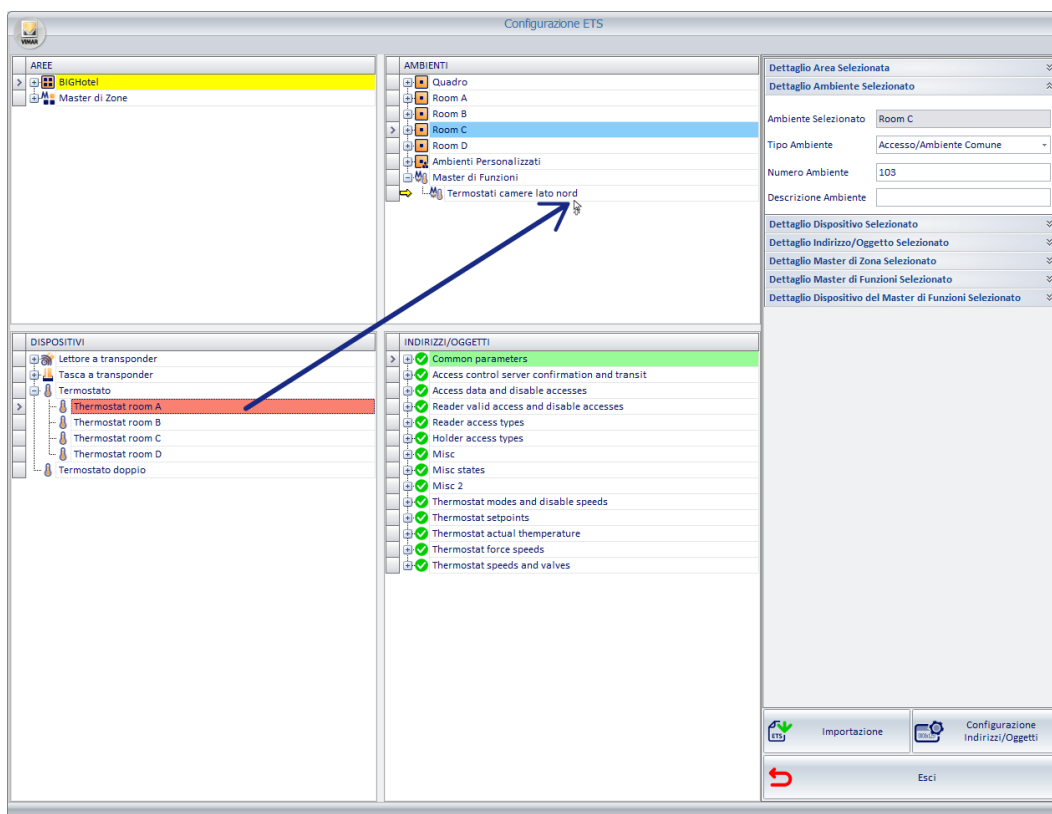 Configurazione ETS
VIMAR
AREE
BIGHotel
Master di Zone
AMBIENTI
Quadro
Room A
Room B
Room C
Room D
Ambienti Personalizzati
Master di Funzioni
Termostati camere lato nord
Dettaglio Area Selezionata
Dettaglio Ambiente Selezionato
Ambiente Selezionato Room C
Tipo Ambiente Accesso/Ambiente Comune
Numero Ambiente 103
Descrizione Ambiente
Dettaglio Dispositivo Selezionato
Dettaglio Indirizzo/Oggetto Selezionato
Dettaglio Master di Zona Selezionato
Dettaglio Master di Funzioni Selezionato
Dettaglio Dispositivo del Master di Funzioni Selezionato
DISPOSITIVI
Lettore a transponder
Tasca a transponder
Termostato
Thermostat room A
Thermostat room B
Thermostat room C
Thermostat room D
Termostato doppio
INDIRIZZI/OGGETTI
Common parameters
Access control server confirmation and transit
Access data and disable accesses
Reader valid access and disable accesses
Reader access types
Holder access types
Misc
Misc states
Misc 2
Thermostat modes and disable speeds
Thermostat setpoints
Thermostat actual themperature
Thermostat force speeds
Thermostat speeds and valves
ETS
Importazione
Configurazione
Indirizzi/Oggetti
Esci